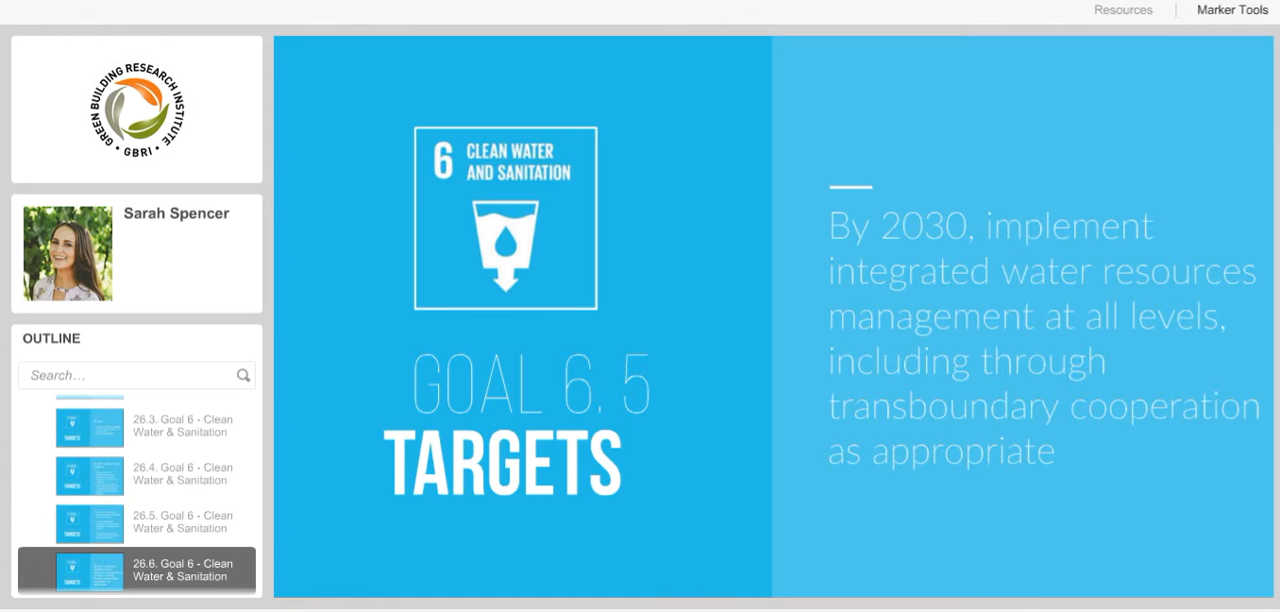 Resources
Marker Tools
GREEN BUILDING RESEARCH INSTITUTE
• GBRI •
Sarah Spencer
OUTLINE
Search...
26.3. Goal 6 - Clean
Water & Sanitation
26.4. Goal 6 - Clean
Water & Sanitation
26.5. Goal 6 - Clean
Water & Sanitation
26.6. Goal 6 - Clean
Water & Sanitation
6 CLEAN WATER
AND SANITATION
GOAL 6. 5
TARGETS
By 2030, implement
integrated water resources
management at all levels,
including through
transboundary cooperation
as appropriate